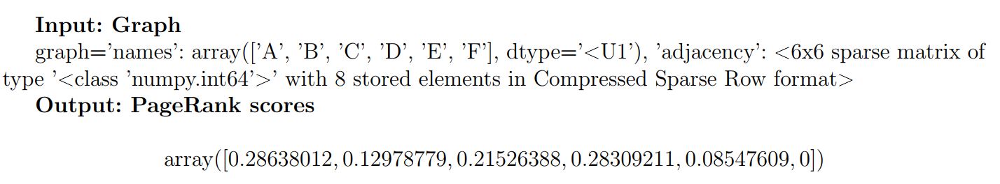 Input: Graph
graph=’names’: array([’A’, ’B’, ’C’, ’D’, ’E’, ’F’], dtype=’<U1’), ’adjacency’: <6x6 sparse matrix of
type ’<class ’numpy.int64’>’ with 8 stored elements in Compressed Sparse Row format>
Output: PageRank scores
array([0.28638012, 0.12978779, 0.21526388, 0.28309211, 0.08547609, 0])